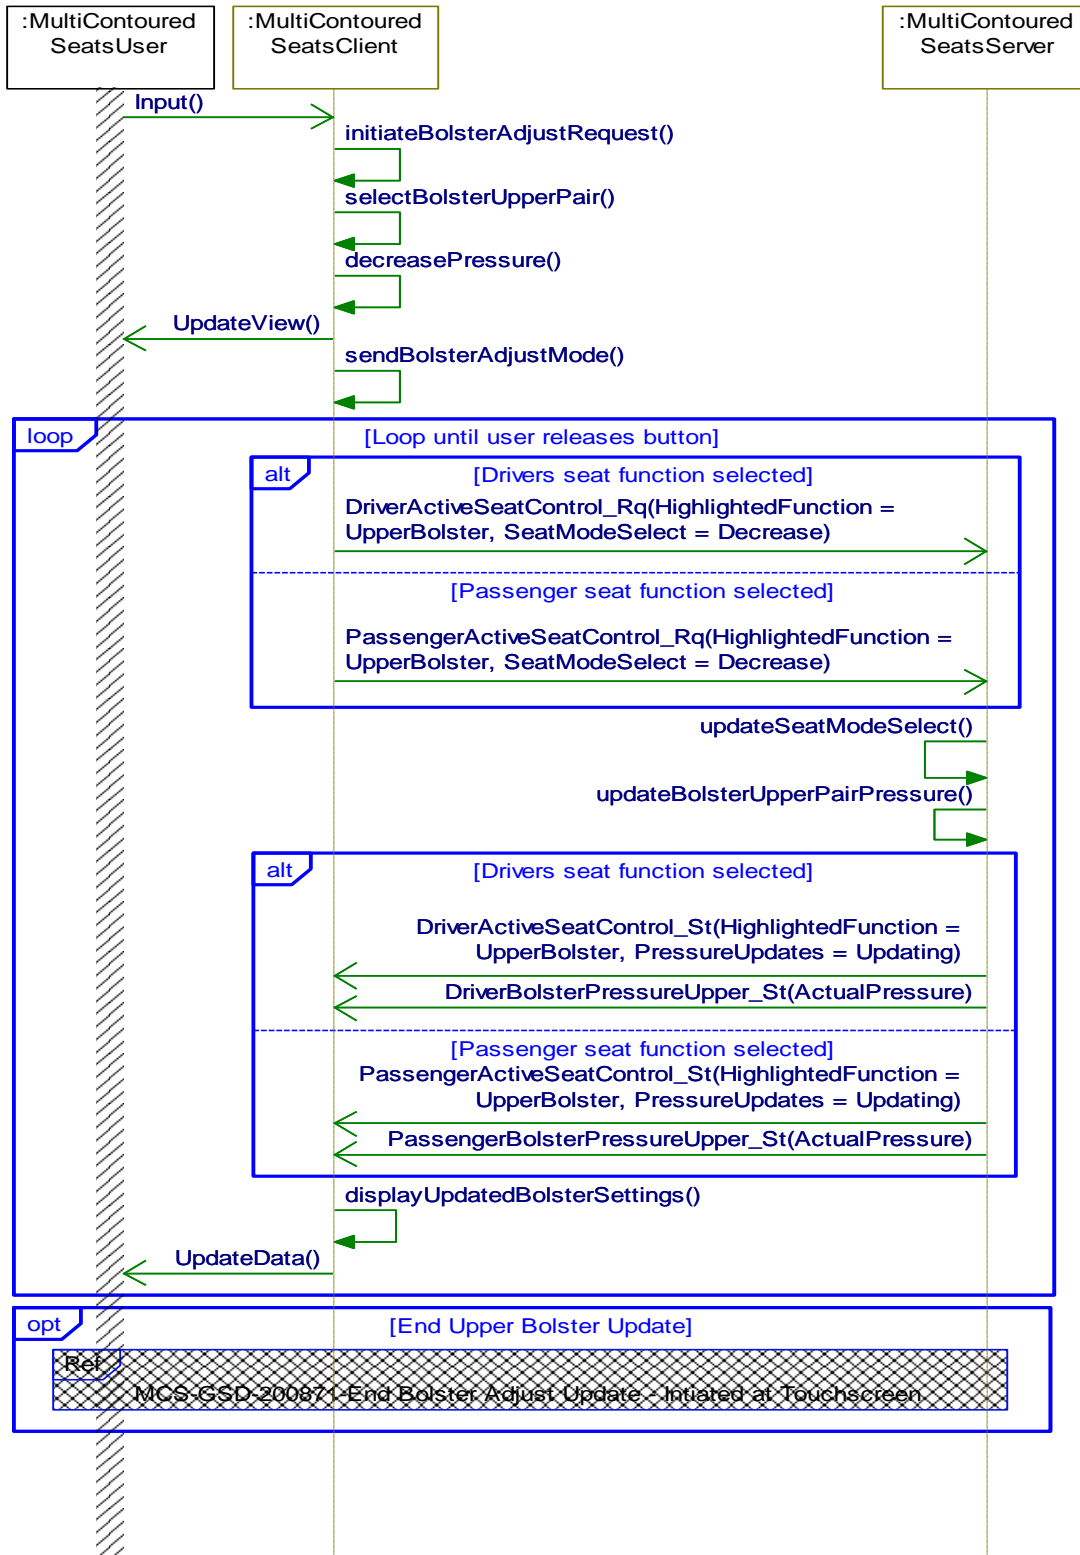 :MultiContoured
SeatsUser
:MultiContoured
SeatsClient
:MultiContoured
SeatsServer
Input()
initiateBolsterAdjustRequest()
selectBolsterUpperPair()
decreasePressure()
UpdateView()
sendBolsterAdjustMode()
loop
[Loop until user releases button]
alt
[Drivers seat function selected]
DriverActiveSeatControl_Rq(HighlightedFunction =
UpperBolster, SeatModeSelect = Decrease)
[Passenger seat function selected]
PassengerActiveSeatControl_Rq(HighlightedFunction =
UpperBolster, SeatModeSelect = Decrease)
updateSeatModeSelect()
updateBolsterUpperPairPressure()
alt
[Drivers seat function selected]
DriverActiveSeatControl_St(HighlightedFunction =
UpperBolster, PressureUpdates = Updating)
DriverBolsterPressureUpper_St(ActualPressure)
[Passenger seat function selected]
PassengerActiveSeatControl_St(HighlightedFunction =
UpperBolster, PressureUpdates = Updating)
PassengerBolsterPressureUpper_St(ActualPressure)
displayUpdatedBolsterSettings()
UpdateData()
opt
[End Upper Bolster Update]
Ref
MCS-GSD-200871-End Bolster Adjust Update - Intiated at Touchscreen